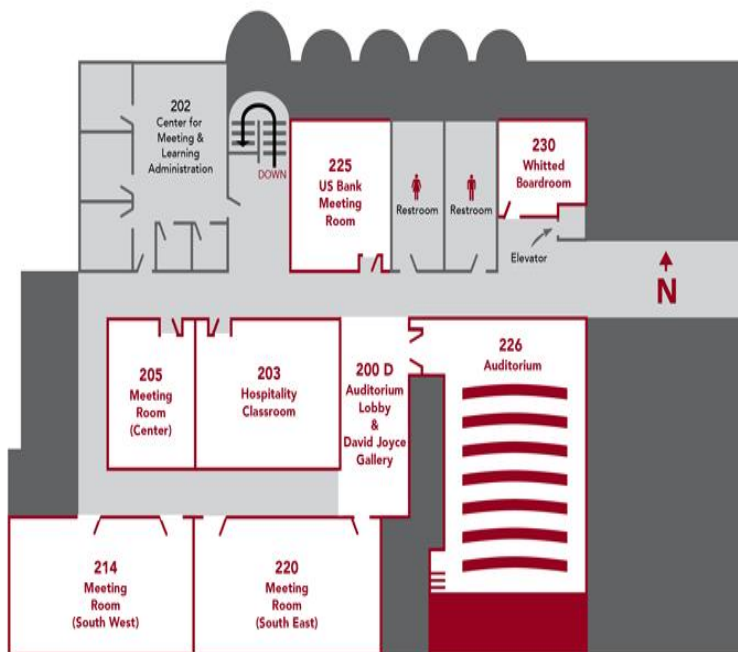 202
Center for
Meeting &
Learning
Administration
DOWN
225
US Bank
Meeting
Room
Restroom
Restroom
230
Whitted
Boardroom
Elevator
N
205
Meeting
Room
(Center)
203
Hospitality
Classroom
200 D
Auditorium
Lobby
&
David Joyce
Gallery
226
Auditorium
214
Meeting
Room
(South West)
220
Meeting
Room
(South East)